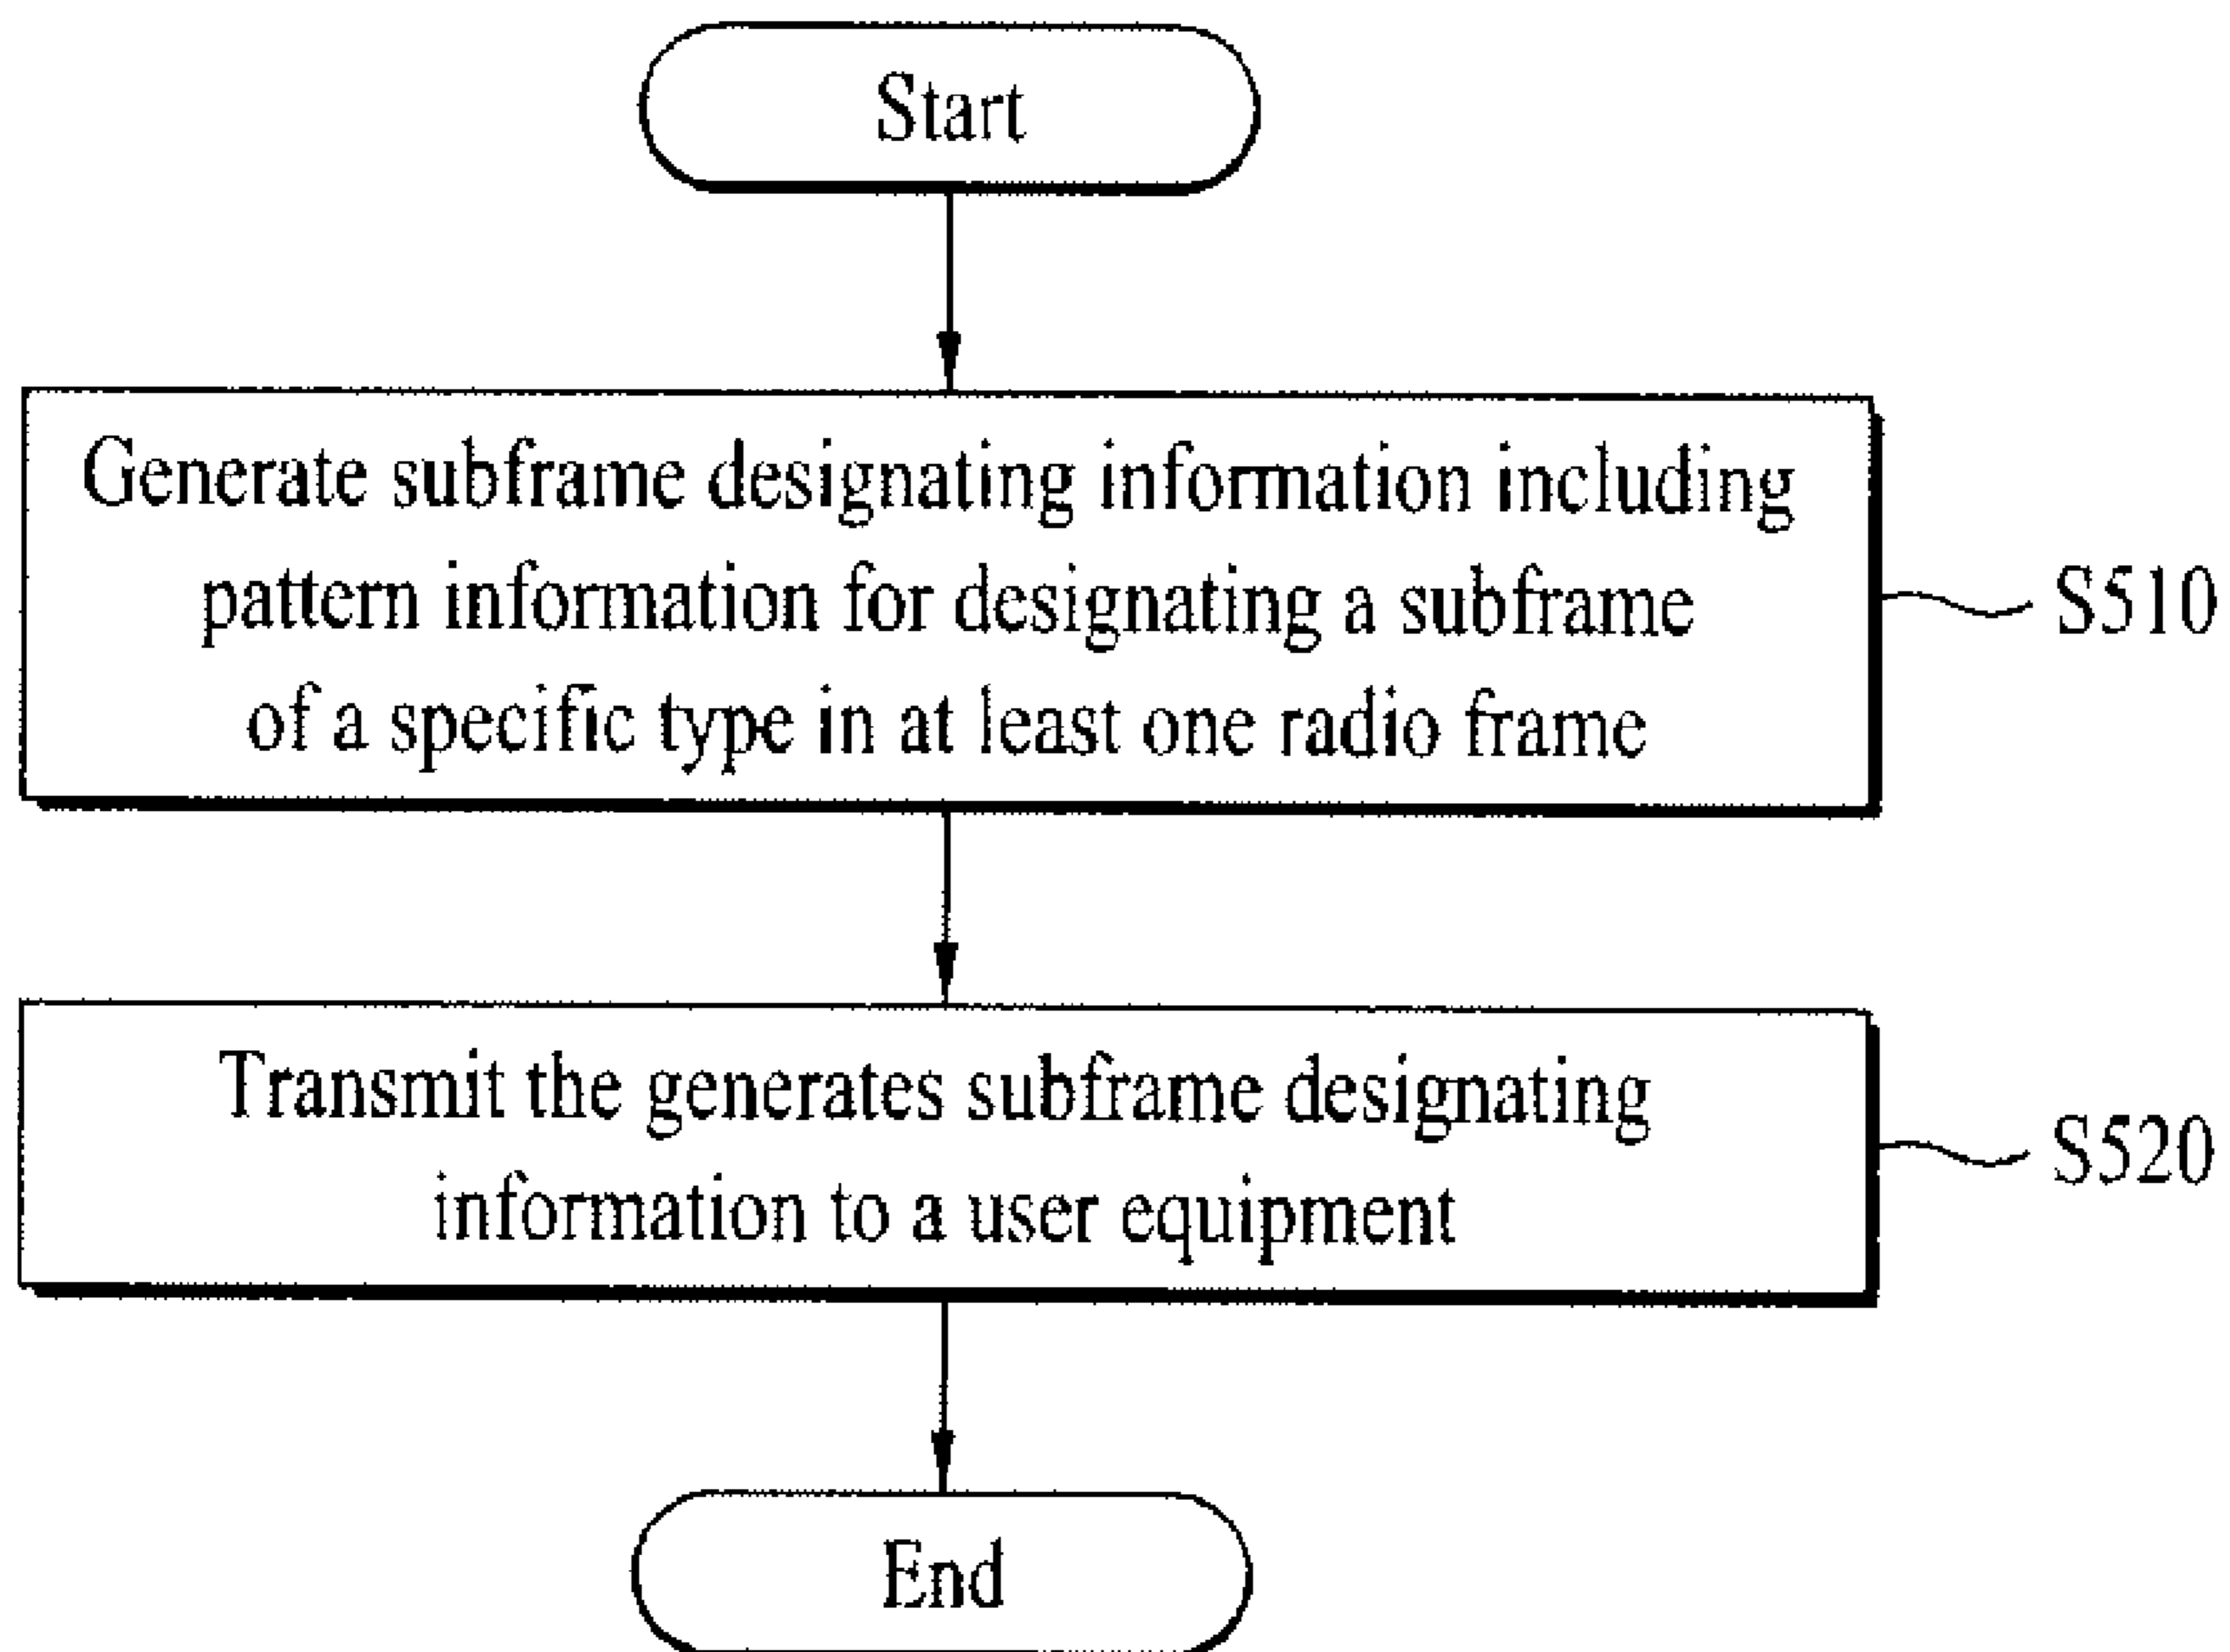 Start
Generate subframe designating information including
pattern information for designating a subframe
of a specific type in at least one radio frame
S510
Transmit the generates subframe designating
information to a user equipment
S520
End